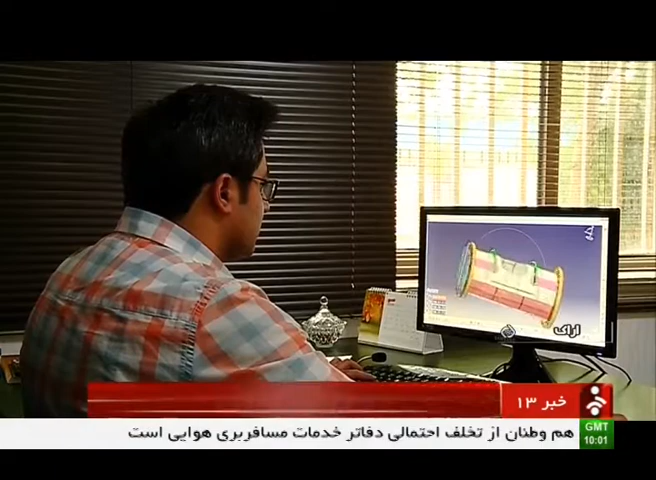 اراک
خبر ۱۳
هم وطنان از تخلف احتمالی دفاتر خدمات مسافربری هوایی است
GMT
10:01